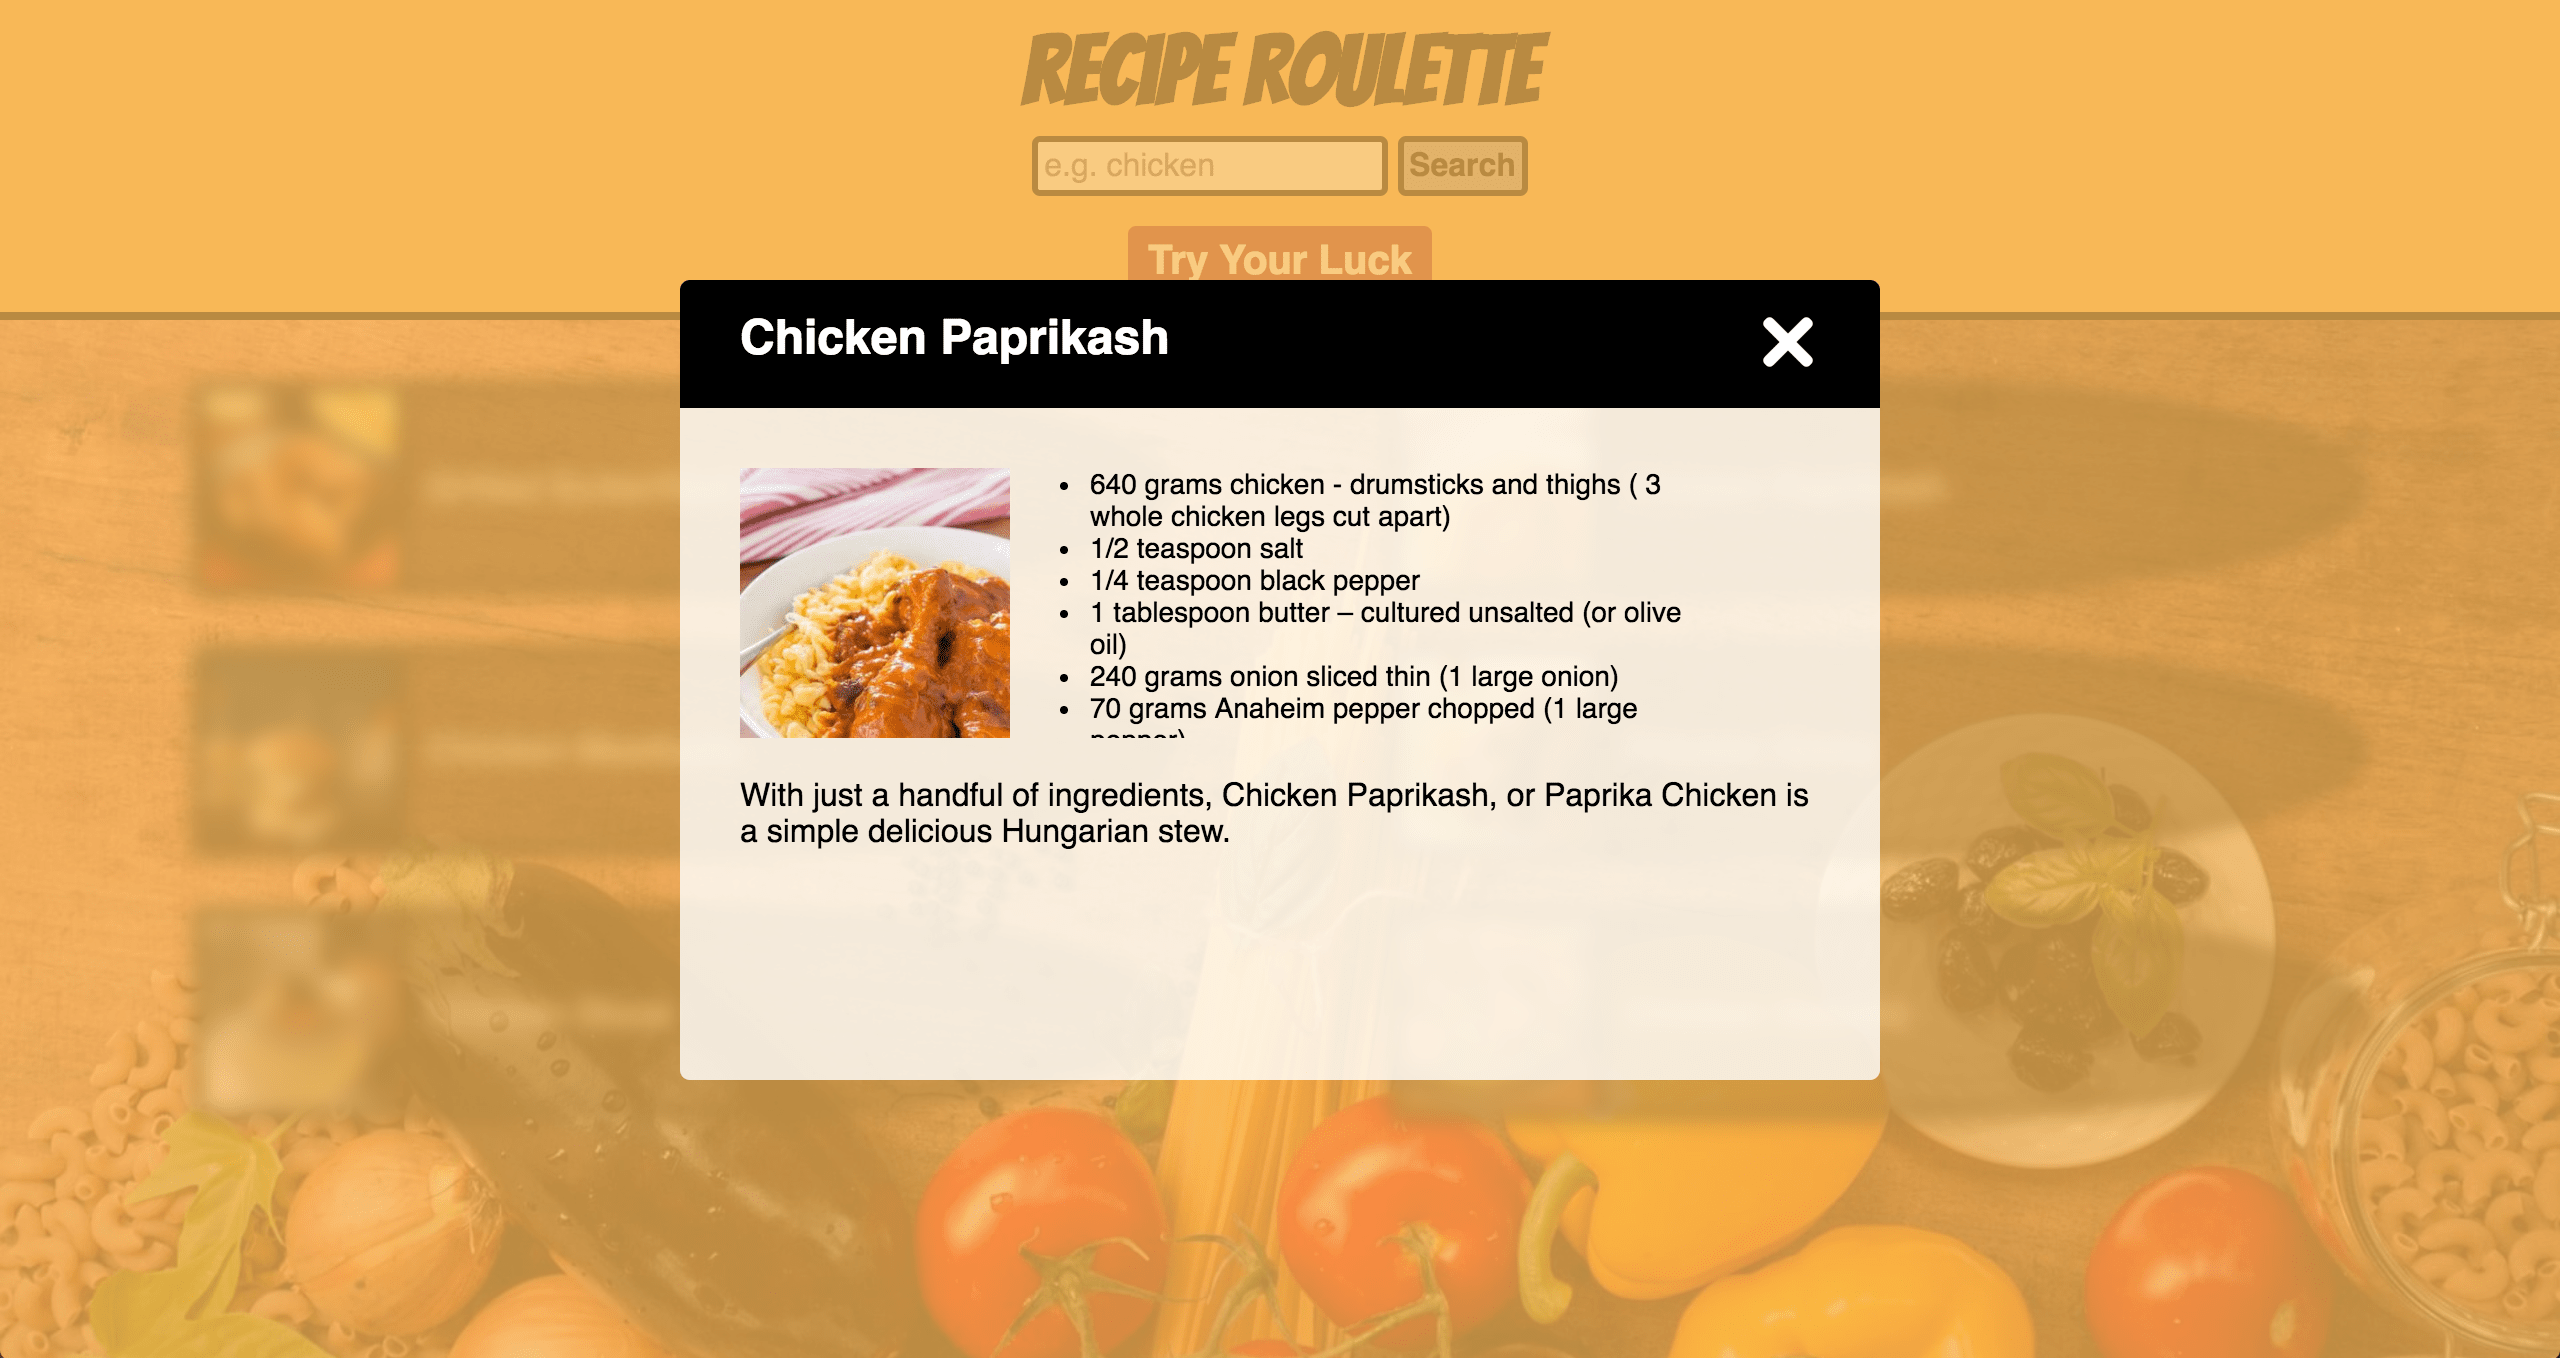 RECIPE ROULETTE
e.g. chicken
Search
Try Your Luck
Chicken Paprikash
• 640 grams chicken - drumsticks and thighs ( 3
whole chicken legs cut apart)
• 1/2 teaspoon salt
• 1/4 teaspoon black pepper
• 1 tablespoon butter – cultured unsalted (or olive
oil)
• 240 grams onion sliced thin (1 large onion)
• 70 grams Anaheim pepper chopped (1 large
pepper)
With just a handful of ingredients, Chicken Paprikash, or Paprika Chicken is
a simple delicious Hungarian stew.